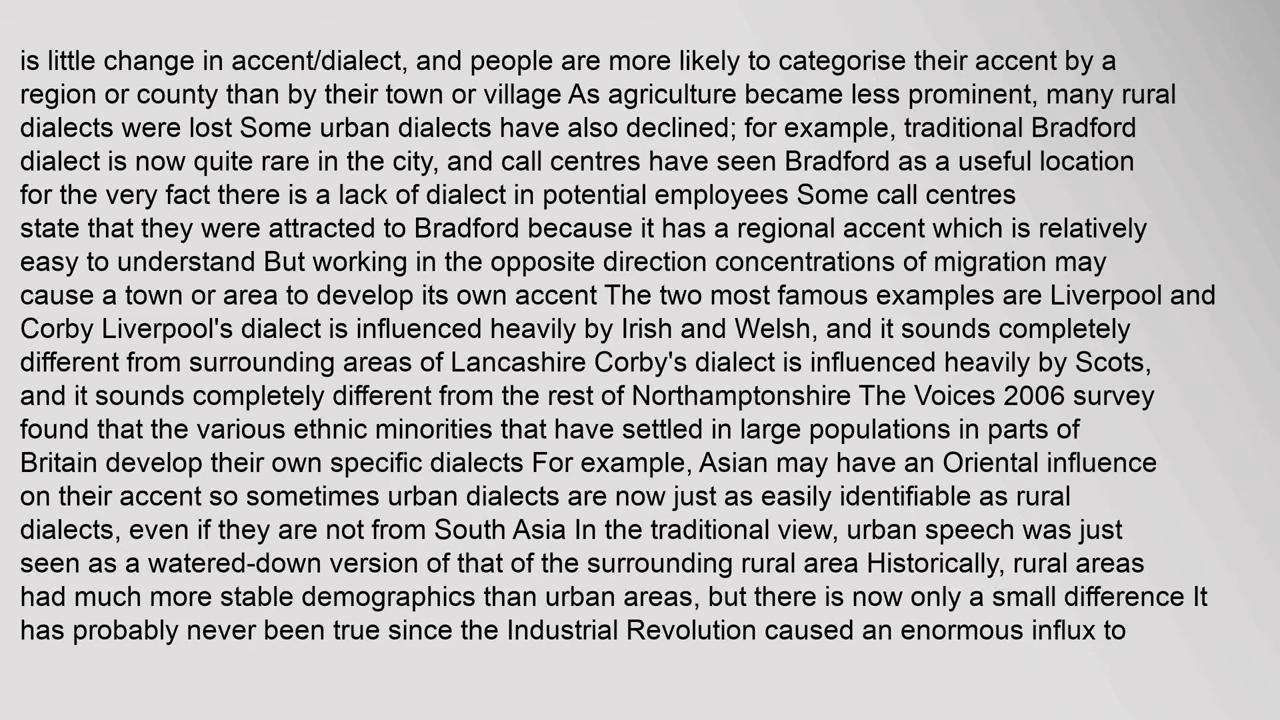 is little change in accent/dialect, and people are more likely to categorise their accent by a
region or county than by their town or village As agriculture became less prominent, many rural
dialects were lost Some urban dialects have also declined; for example, traditional Bradford
dialect is now quite rare in the city, and call centres have seen Bradford as a useful location
for the very fact there is a lack of dialect in potential employees Some call centres
state that they were attracted to Bradford because it has a regional accent which is relatively
easy to understand But working in the opposite direction concentrations of migration may
cause a town or area to develop its own accent The two most famous examples are Liverpool and
Corby Liverpool's dialect is influenced heavily by Irish and Welsh, and it sounds completely
different from surrounding areas of Lancashire Corby's dialect is influenced heavily by Scots,
and it sounds completely different from the rest of Northamptonshire The Voices 2006 survey
found that the various ethnic minorities that have settled in large populations in parts of
Britain develop their own specific dialects For example, Asian may have an Oriental influence
on their accent so sometimes urban dialects are now just as easily identifiable as rural
dialects, even if they are not from South Asia In the traditional view, urban speech was just
seen as a watered-down version of that of the surrounding rural area Historically, rural areas
had much more stable demographics than urban areas, but there is now only a small difference It
has probably never been true since the Industrial Revolution caused an enormous influx to